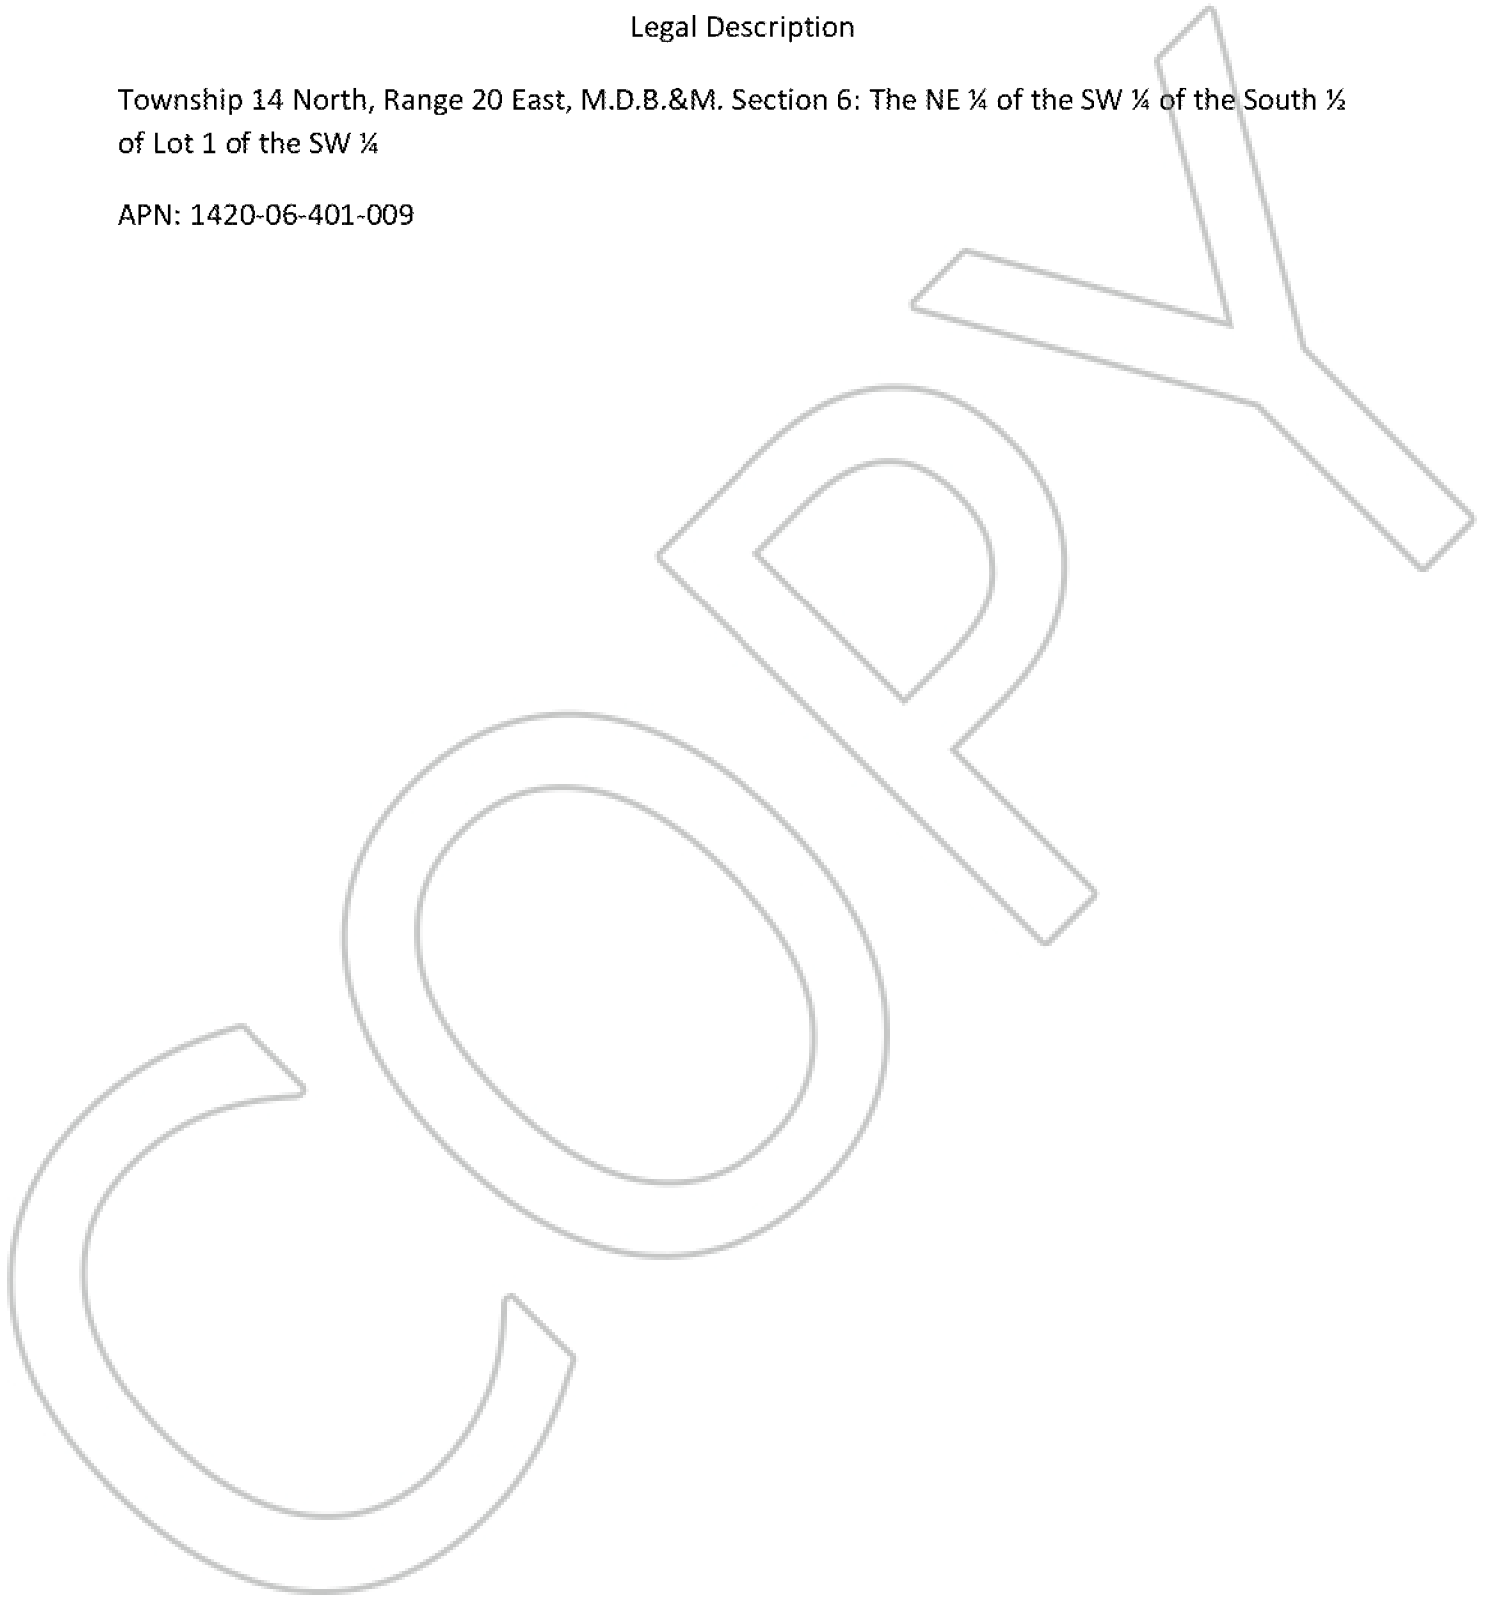 Legal Description
Township 14 North, Range 20 East, M.D.B.&M. Section 6: The NE ¼ of the SW ¼ of the South ½
of Lot 1 of the SW ¼
APN: 1420-06-401-009
COPY